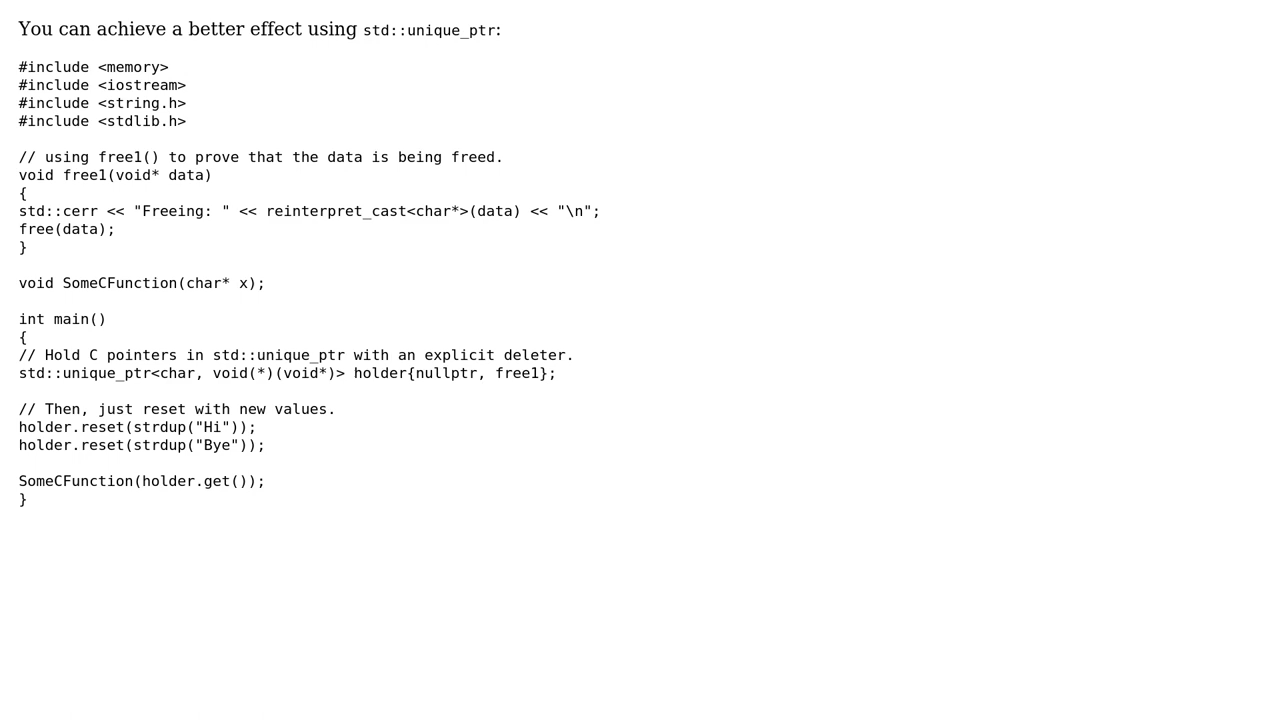 You can achieve a better effect using std::unique_ptr:
#include <memory>
#include <iostream>
#include <string.h>
#include <stdlib.h>
// using free1() to prove that the data is being freed.
void free1(void* data)
{
std::cerr << "Freeing: " << reinterpret_cast<char*>(data) << "\n";
free(data);
}
void SomeCFunction(char* x);
int main()
{
// Hold C pointers in std::unique_ptr with an explicit deleter.
std::unique_ptr<char, void(*)(void*)> holder{nullptr, free1};
// Then, just reset with new values.
holder.reset(strdup("Hi"));
holder.reset(strdup("Bye"));
SomeCFunction(holder.get());
}